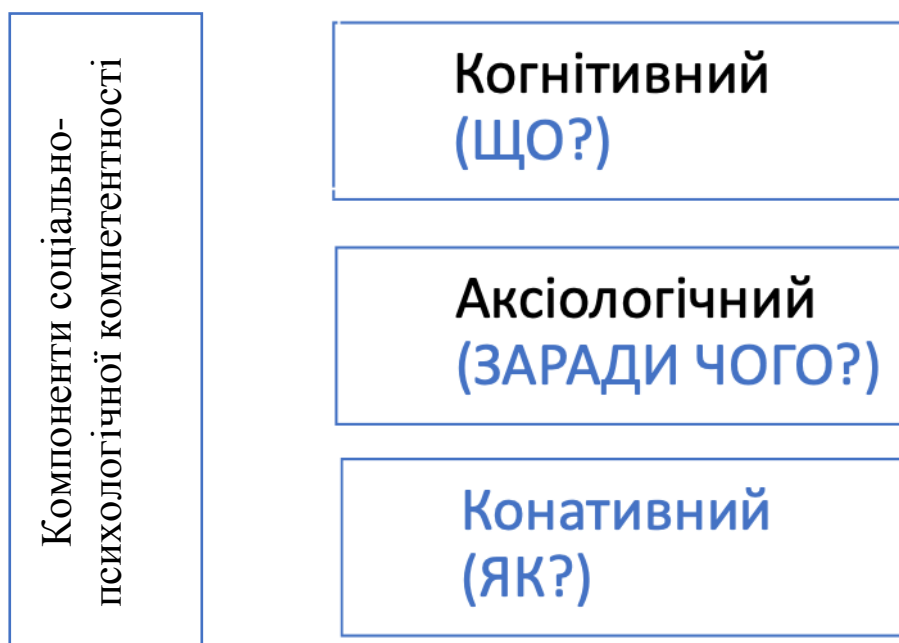 Компоненти соціально-
психологічної компетентності
Когнітивний
(ЩО?)
Аксіологічний
(ЗАРАДИ ЧОГО?)
Конативний
(ЯК?)